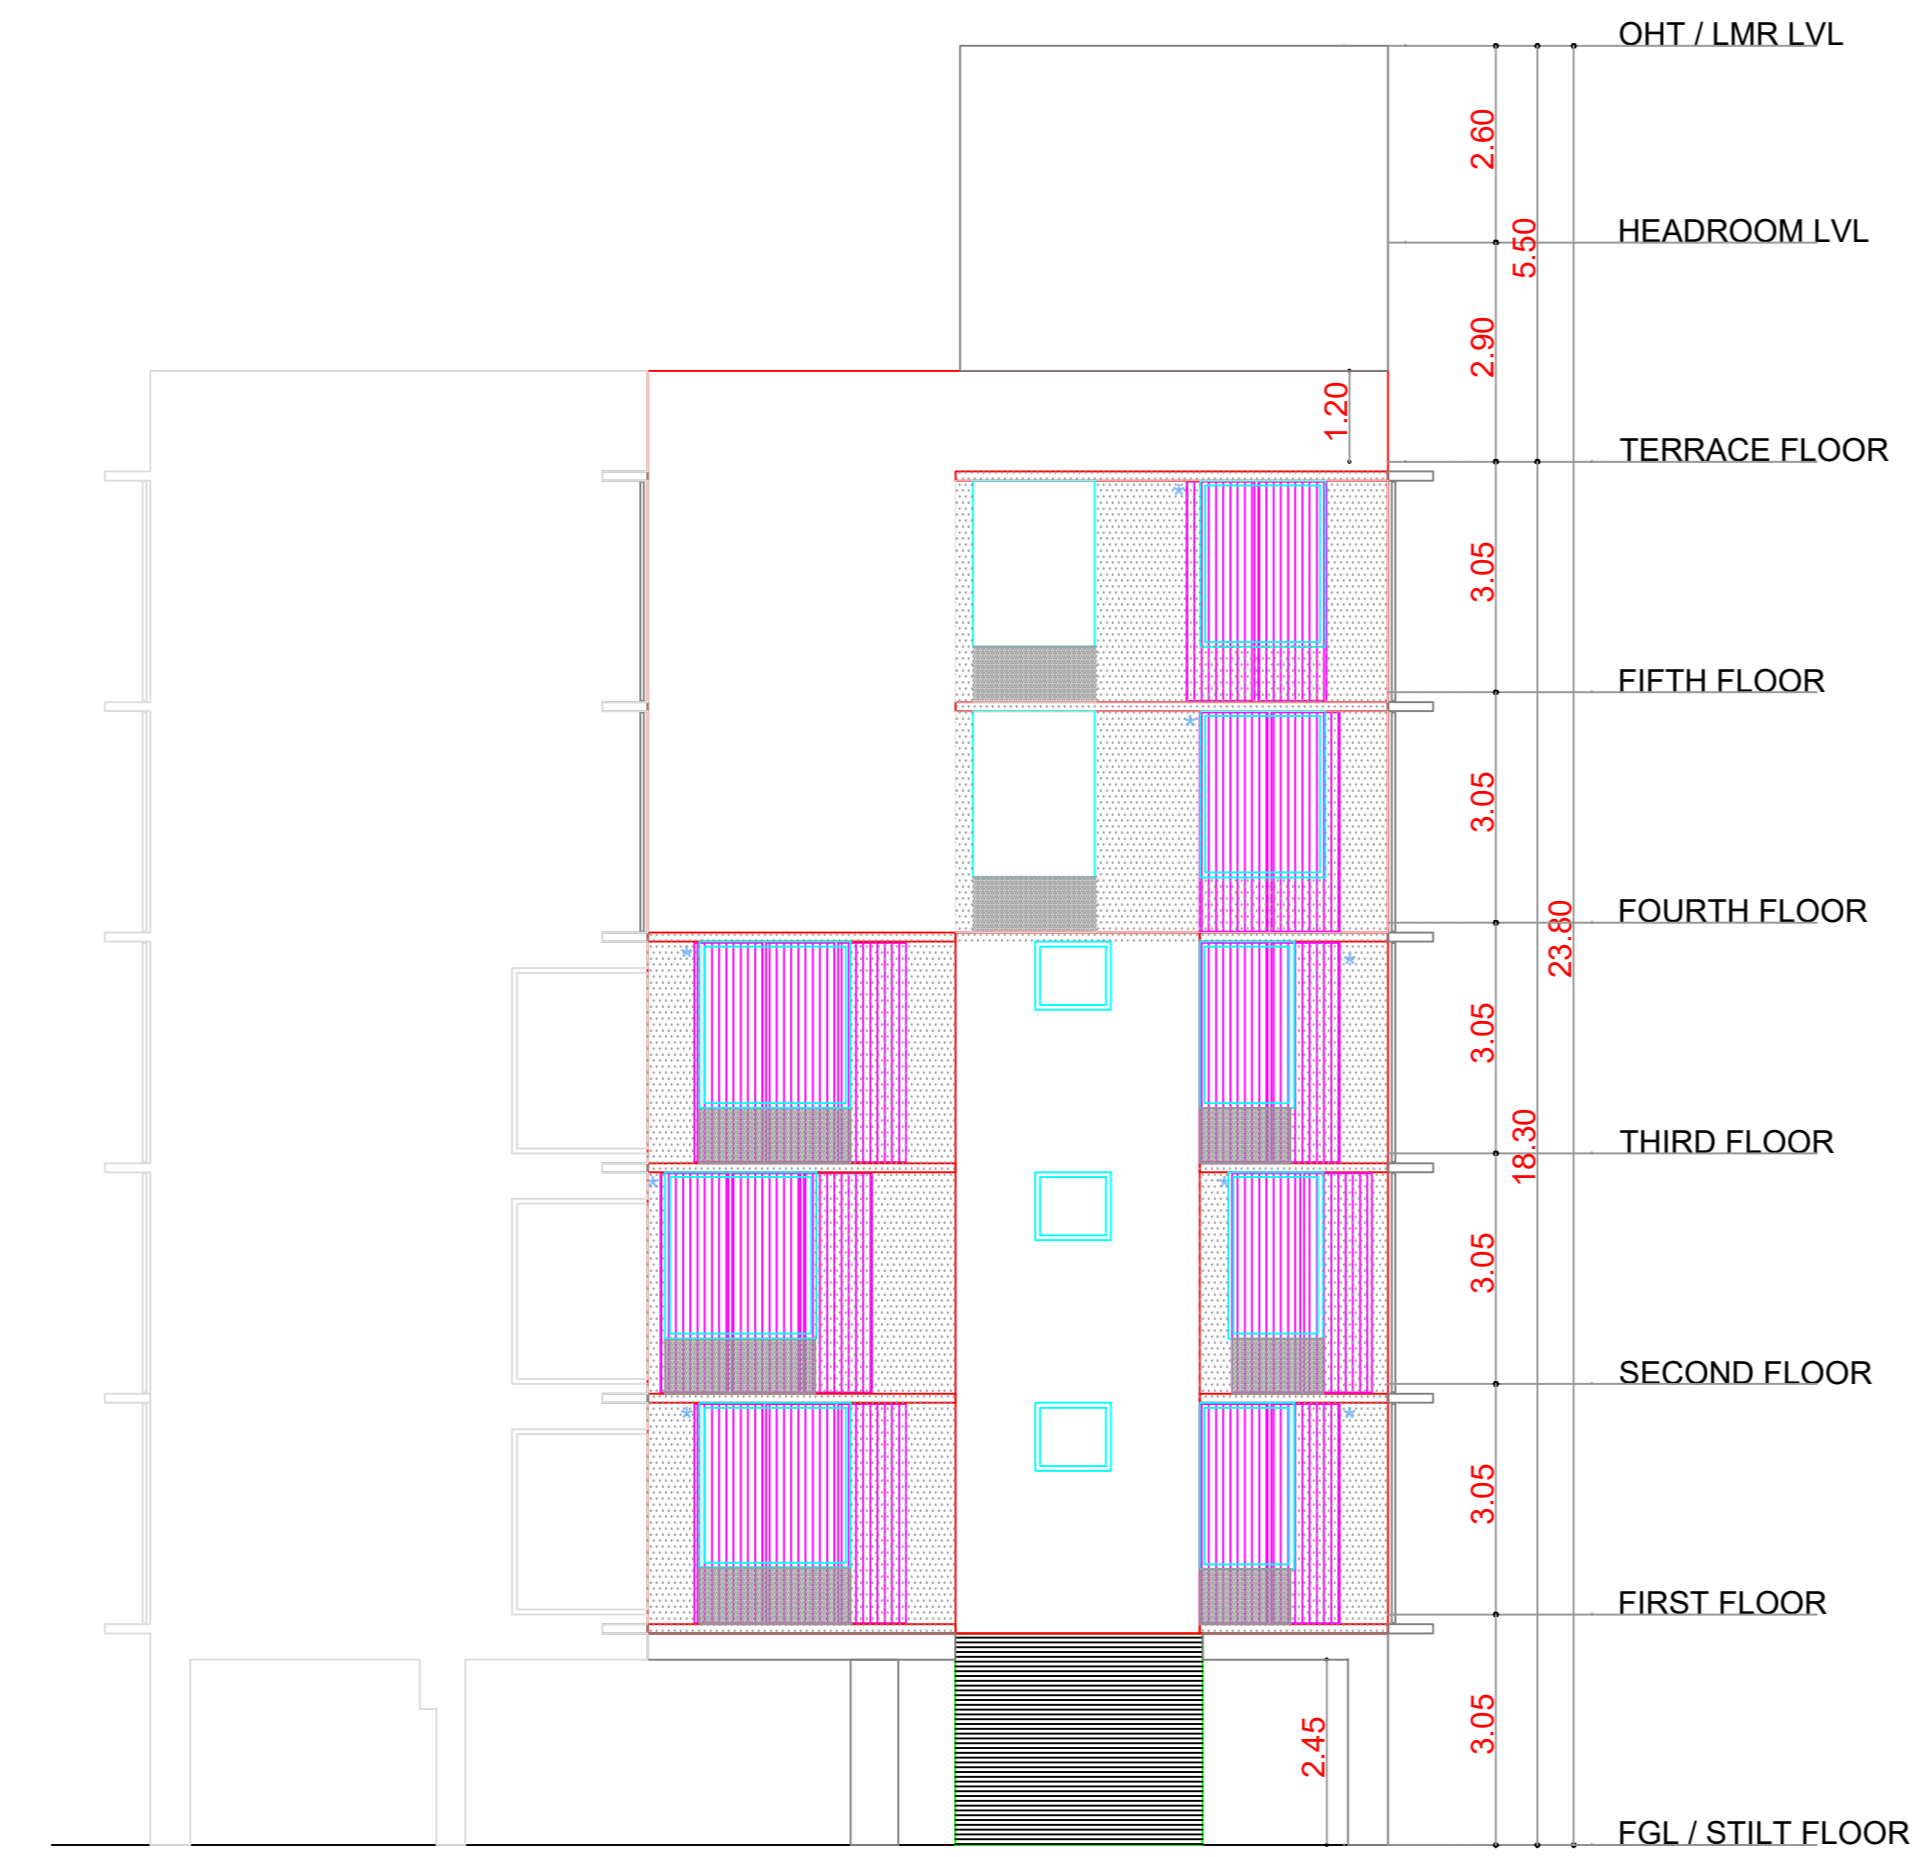 OHT / LMR LVL
2.60
HEADROOM LVL
5.50
2.90
1.20
TERRACE FLOOR
*
3.05
FIFTH FLOOR
*
3.05
FOURTH FLOOR
23.80
* *
3.05
THIRD FLOOR
18.30
* *
3.05
SECOND FLOOR
* *
3.05
FIRST FLOOR
2.45
3.05
FGL / STILT FLOOR